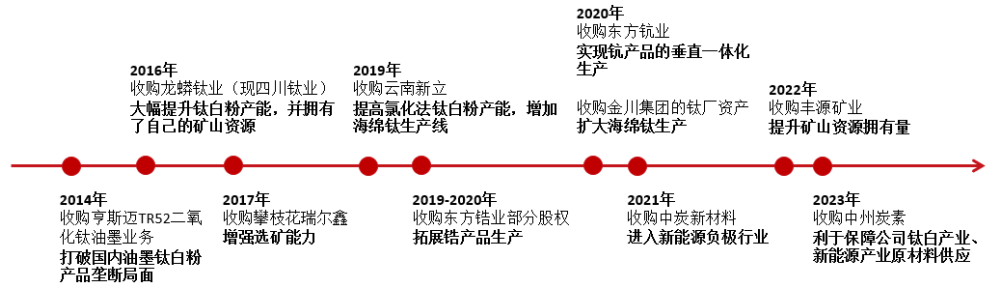 2014年
收购亨斯迈TR52二氧
化钛油墨业务
打破国内油墨钛白粉
产品垄断局面
2016年
收购龙蟒钛业（现四川钛业）
大幅提升钛白粉产能，并拥有
了自己的矿山资源
2017年
收购攀枝花瑞尔鑫
增强选矿能力
2019年
收购云南新立
提高氯化法钛白粉产能，增加
海绵钛生产线
2019-2020年
收购东方锆业部分股权
拓展锆产品生产
2020年
收购东方钪业
实现钪产品的垂直一体化
生产
收购金川集团的钛厂资产
扩大海绵钛生产
2021年
收购中炭新材料
进入新能源负极行业
2022年
收购丰源矿业
提升矿山资源拥有量
2023年
收购中州炭素
利于保障公司钛白产业、
新能源产业原材料供应